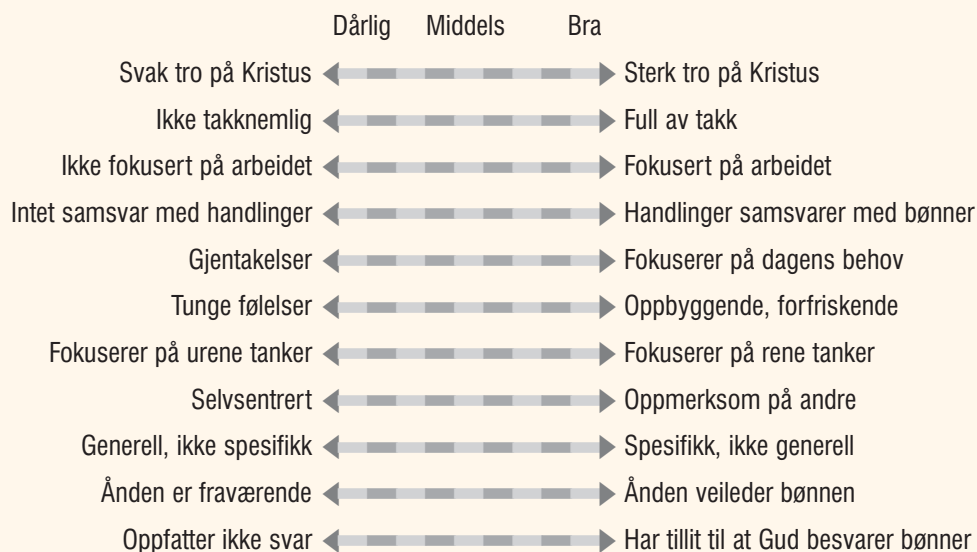 Dårlig Middels Bra
Svak tro på Kristus Sterk tro på Kristus
Ikke takknemlig Full av takk
Ikke fokusert på arbeidet Fokusert på arbeidet
Intet samsvar med handlinger Handlinger samsvarer med bønner
Gjentakelser Fokuserer på dagens behov
Tunge følelser Oppbyggende, forfriskende
Fokuserer på urene tanker Fokuserer på rene tanker
Selvsentrert Oppmerksom på andre
Generell, ikke spesifikk Spesifikk, ikke generell
Ånden er fraværende Ånden veileder bønnen
Oppfatter ikke svar Har tillit til at Gud besvarer bønner